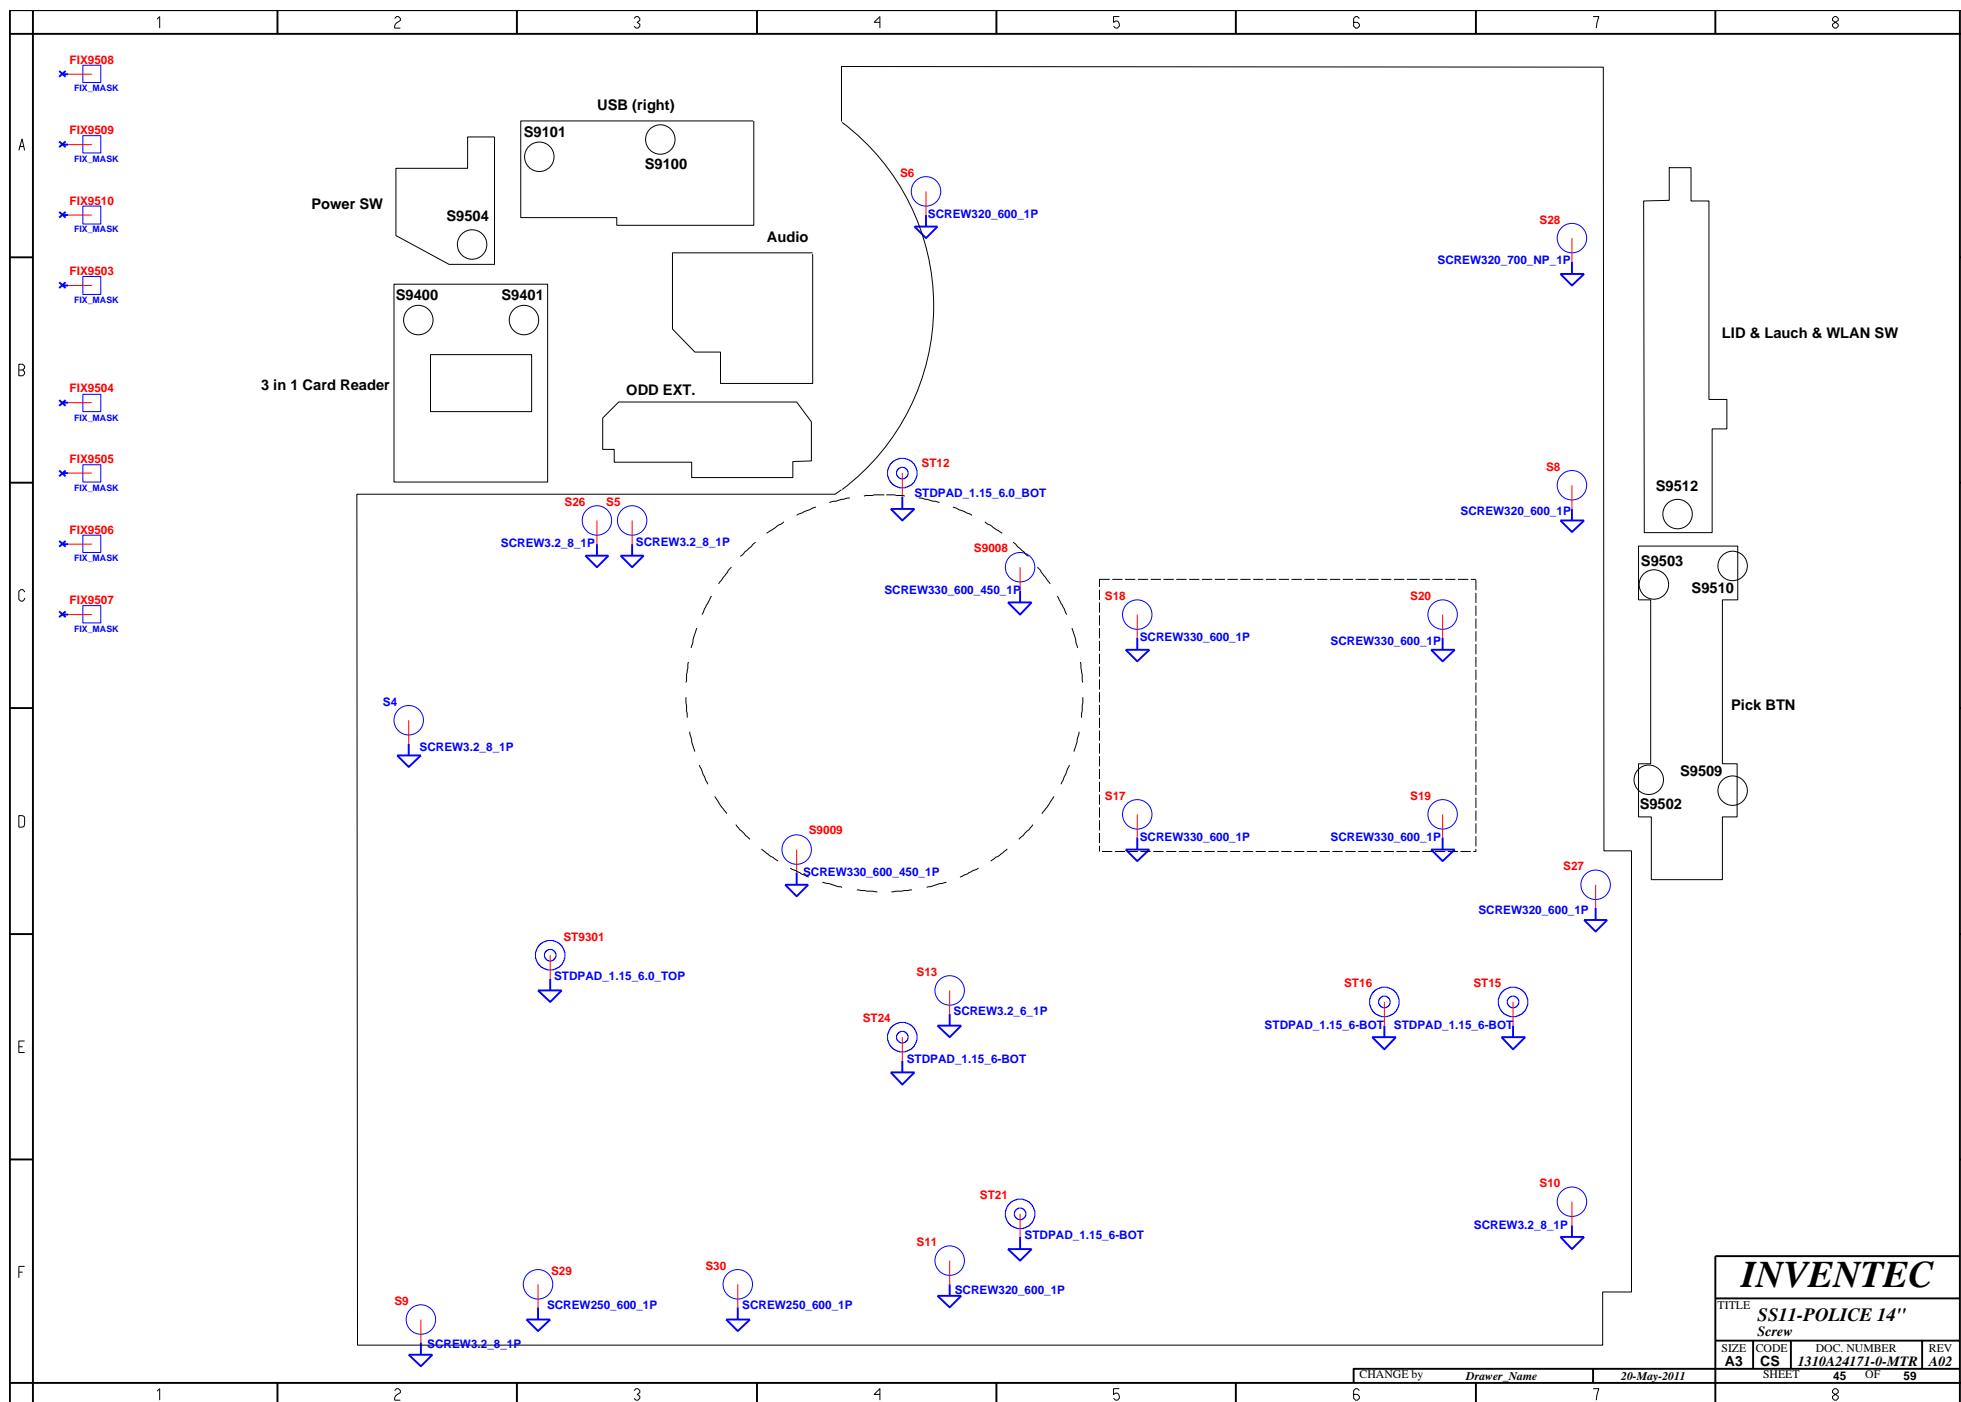 1 2 3 4 5 6 7 8
A
B
C
D
E
F
FIX9508
FIX_MASK
FIX9509
FIX_MASK
FIX9510
FIX_MASK
FIX9503
FIX_MASK
FIX9504
FIX_MASK
FIX9505
FIX_MASK
FIX9506
FIX_MASK
FIX9507
FIX_MASK
USB (right)
S9101
S9100
Power SW
S9504
Audio
S9400
S9401
3 in 1 Card Reader
ODD EXT.
S6
SCREW320_600_1P
S28
SCREW320_700_NP_1P
LID & Lauch & WLAN SW
S9512
ST12
STDPAD_1.15_6.0_BOT
S8
SCREW320_600_1P
S26
SCREW3.2_8_1P
S5
SCREW3.2_8_1P
S9008
SCREW330_600_450_1P
S18
SCREW330_600_1P
S20
SCREW330_600_1P
S9503
S9510
Pick BTN
S9509
S9502
S4
SCREW3.2_8_1P
S17
SCREW330_600_1P
S19
SCREW330_600_1P
S9009
SCREW330_600_450_1P
S27
SCREW320_600_1P
ST9301
STDPAD_1.15_6.0_TOP
S13
SCREW3.2_6_1P
ST24
STDPAD_1.15_6-BOT
ST16
STDPAD_1.15_6-BOT
ST15
STDPAD_1.15_6-BOT
ST21
STDPAD_1.15_6-BOT
S10
SCREW3.2_8_1P
S11
SCREW320_600_1P
S29
SCREW250_600_1P
S30
SCREW250_600_1P
S9
SCREW3.2_8_1P
INVENTEC
TITLE
SS11-POLICE 14"
Screw
SIZE CODE DOC. NUMBER REV
A3 CS 1310A24171-0-MTR A02
CHANGE by Drawer_Name 20-May-2011 SHEET 45 OF 59
1 2 3 4 5 6 7 8